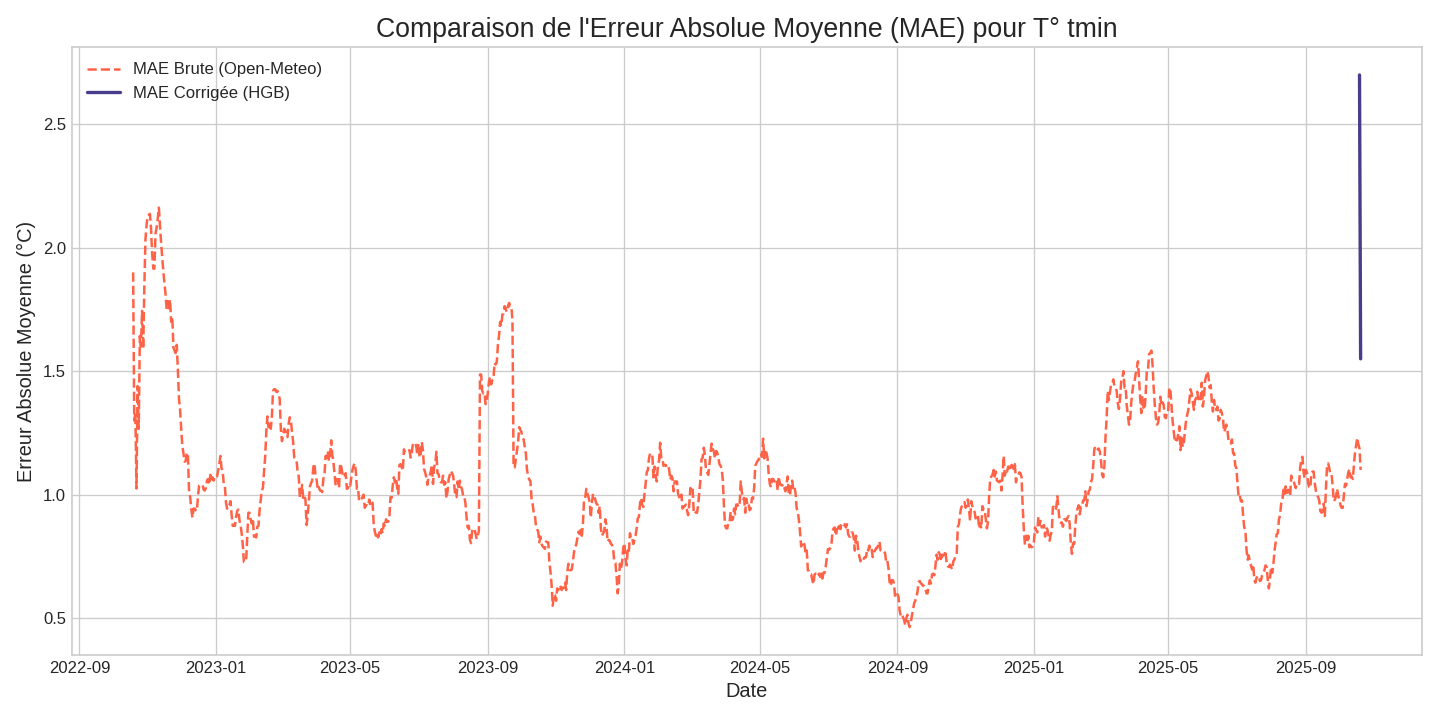 Comparaison de l'Erreur Absolue Moyenne (MAE) pour T° tmin
MAE Brute (Open-Meteo)
MAE Corrigée (HGB)
Erreur Absolue Moyenne (°C)
2.5
2.0
1.5
1.0
0.5
2022-09 2023-01 2023-05 2023-09 2024-01 2024-05 2024-09 2025-01 2025-05 2025-09
Date